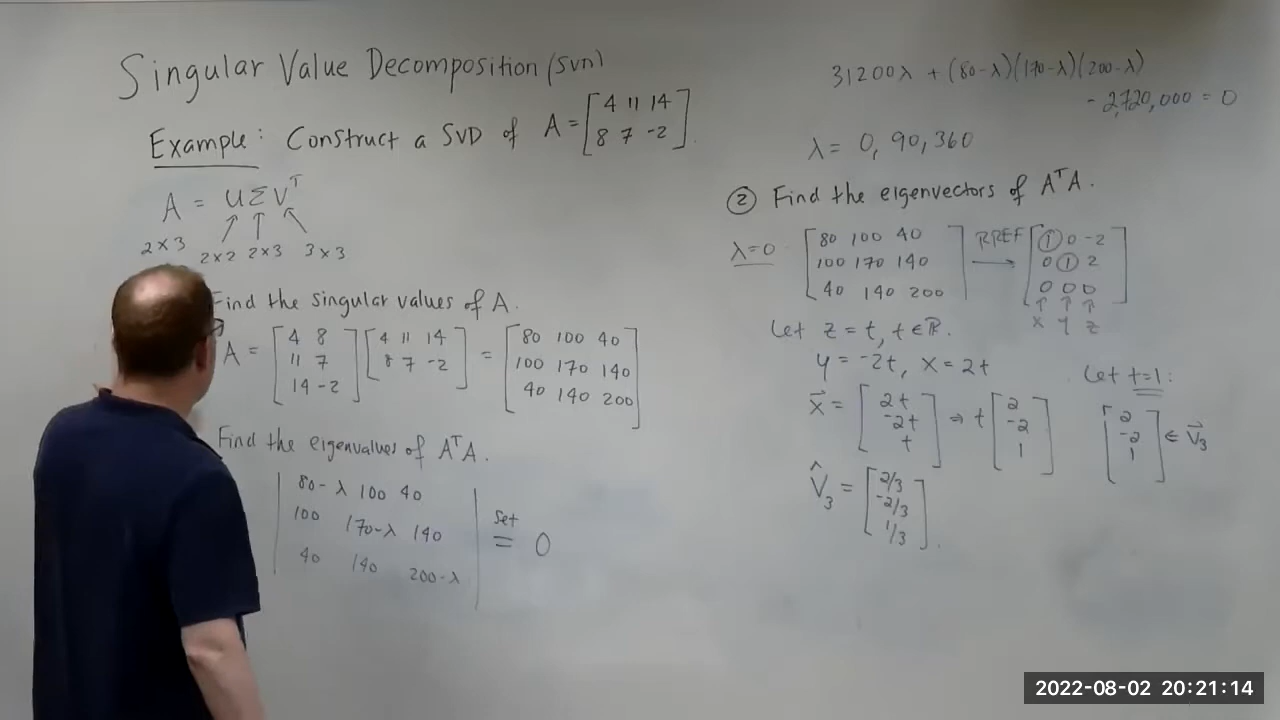 Singular Value Decomposition (SVD)
Example: Construct a SVD of A = [4 11 14
8 7 -2].
A = U Σ V^T
2×3 2×2 2×3 3×3
Find the singular values of A.
A = [4 8
11 7
14 -2] [4 11 14
8 7 -2] = [80 100 40
100 170 140
40 140 200]
Find the eigenvalues of A^T A.
|80-λ 100 40
100 170-λ 140
40 140 200-λ| set = 0
31200λ + (80-λ)(170-λ)(200-λ)
- 2,720,000 = 0
λ = 0, 90, 360
② Find the eigenvectors of A^T A.
λ=0 [80 100 40
100 170 140
40 140 200] RREF → [1 0 -2
0 1 2
0 0 0]
↑ ↑ ↑
x y z
Let z = t, t ∈ ℝ.
y = -2t, x = 2t
x⃗ = [2t
-2t
t] ⇒ t [2
-2
1]
Let t=1:
[2
-2
1] ∈ V⃗₃
V̂₃ = [2/3
-2/3
1/3].
2022-08-02 20:21:14